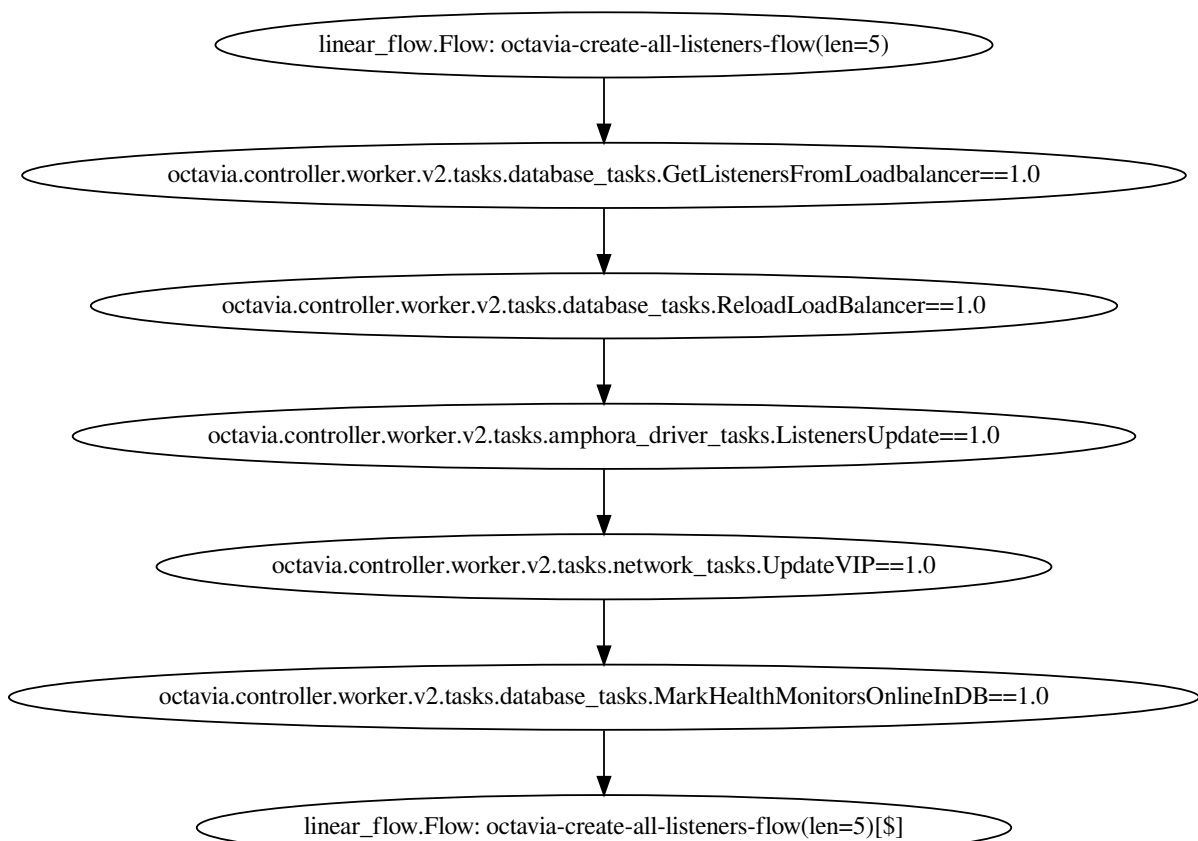 linear_flow.Flow: octavia-create-all-listeners-flow(len=5)
octavia.controller.worker.v2.tasks.database_tasks.GetListenersFromLoadbalancer==1.0
octavia.controller.worker.v2.tasks.database_tasks.ReloadLoadBalancer==1.0
octavia.controller.worker.v2.tasks.amphora_driver_tasks.ListenersUpdate==1.0
octavia.controller.worker.v2.tasks.network_tasks.UpdateVIP==1.0
octavia.controller.worker.v2.tasks.database_tasks.MarkHealthMonitorsOnlineInDB==1.0
linear_flow.Flow: octavia-create-all-listeners-flow(len=5)[$]